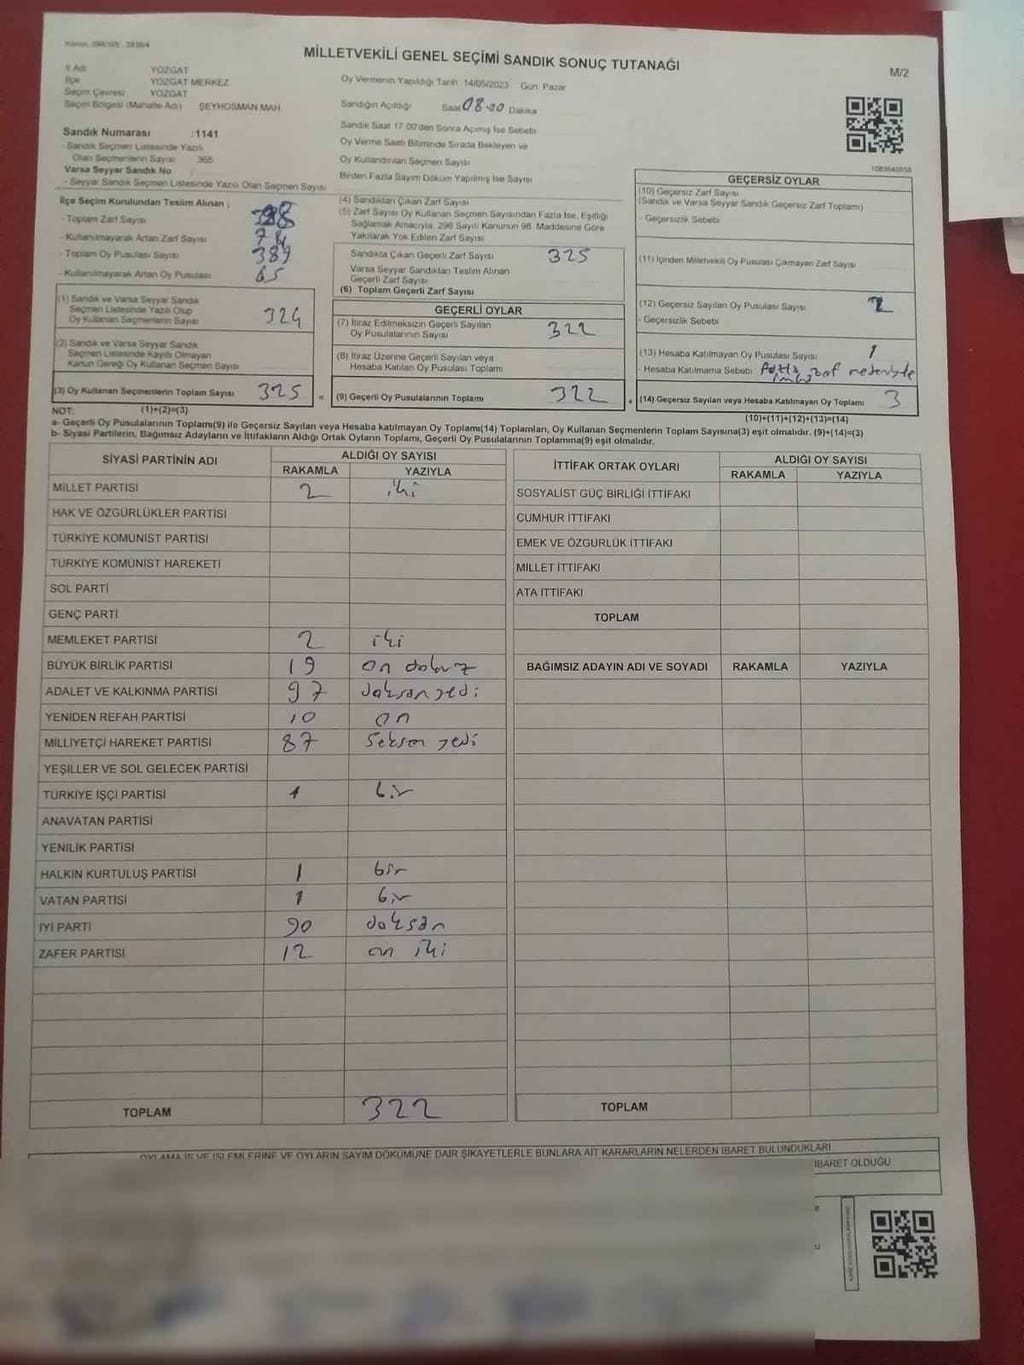 MİLLETVEKİLİ GENEL SEÇİMİ SANDIK SONUÇ TUTANAĞI
M/2
İl Adı YOZGAT
İlçe YOZGAT MERKEZ
Seçim Çevresi YOZGAT
Seçim Bölgesi (Mahalle Adı) ŞEYHOSMAN MAH
Sandık Numarası :1141
- Sandık Seçmen Listesinde Yazılı
Olan Seçmenlerin Sayısı 365
Varsa Seyyar Sandık No
- Seyyar Sandık Seçmen Listesinde Yazılı Olan Seçmen Sayısı
Oy Vermenin Yapıldığı Tarih 14/05/2023 Gün Pazar
Sandığın Açıldığı Saat 08.00 Dakika
Sandık Saat 17.00'den Sonra Açılmış İse Sebebi
Oy Verme Saati Bitiminde Sırada Bekleyen ve
Oy Kullandırılan Seçmen Sayısı
Birden Fazla Sayım Döküm Yapılmış İse Sayısı
İlçe Seçim Kurulundan Teslim Alınan ;
- Toplam Zarf Sayısı
- Kullanılmayarak Artan Zarf Sayısı
- Toplam Oy Pusulası Sayısı 389
- Kullanılmayarak Artan Oy Pusulası 65
(1) Sandık ve Varsa Seyyar Sandık
Seçmen Listesinde Yazılı Olup
Oy Kullanan Seçmenlerin Sayısı 324
(2) Sandık ve Varsa Seyyar Sandık
Seçmen Listesinde Kayıtlı Olmayan
Kanun Gereği Oy Kullanan Seçmen Sayısı
(3) Oy Kullanan Seçmenlerin Toplam Sayısı 325 =
(4) Sandıktan Çıkan Zarf Sayısı
(5) Zarf Sayısı Oy Kullanan Seçmen Sayısından Fazla İse, Eşitliği
Sağlamak Amacıyla, 298 Sayılı Kanunun 98. Maddesine Göre
Yakılarak Yok Edilen Zarf Sayısı
Sandıkta Çıkan Geçerli Zarf Sayısı 325
Varsa Seyyar Sandıktan Teslim Alınan
Geçerli Zarf Sayısı
(6) Toplam Geçerli Zarf Sayısı
GEÇERLİ OYLAR
(7) İtiraz Edilmeksizin Geçerli Sayılan
Oy Pusulalarının Sayısı 322
(8) İtiraz Üzerine Geçerli Sayılan veya
Hesaba Katılan Oy Pusulası Toplamı
(9) Geçerli Oy Pusulalarının Toplamı 322 +
GEÇERSİZ OYLAR
(10) Geçersiz Zarf Sayısı
(Sandık ve Varsa Seyyar Sandık Geçersiz Zarf Toplamı)
- Geçersizlik Sebebi
(11) İçinden Milletvekili Oy Pusulası Çıkmayan Zarf Sayısı
(12) Geçersiz Sayılan Oy Pusulası Sayısı 2
- Geçersizlik Sebebi
(13) Hesaba Katılmayan Oy Pusulası Sayısı 1
- Hesaba Katılmama Sebebi Fazla zarf nedeniyle
(14) Geçersiz Sayılan veya Hesaba Katılmayan Oy Toplamı 3
NOT: (1)+(2)=(3)
(10)+(11)+(12)+(13)=(14)
a- Geçerli Oy Pusulalarının Toplamı(9) ile Geçersiz Sayılan veya Hesaba katılmayan Oy Toplamı(14) Toplamları, Oy Kullanan Seçmenlerin Toplam Sayısına(3) eşit olmalıdır. (9)+(14)=(3)
b- Siyasi Partilerin, Bağımsız Adayların ve İttifakların Aldığı Ortak Oyların Toplamı, Geçerli Oy Pusulalarının Toplamına(9) eşit olmalıdır.
SİYASİ PARTİNİN ADI ALDIĞI OY SAYISI
RAKAMLA YAZIYLA
MİLLET PARTİSİ 2 iki
HAK VE ÖZGÜRLÜKLER PARTİSİ
TÜRKİYE KOMÜNİST PARTİSİ
TÜRKİYE KOMÜNİST HAREKETİ
SOL PARTİ
GENÇ PARTİ
MEMLEKET PARTİSİ 2 iki
BÜYÜK BİRLİK PARTİSİ 19 on dokuz
ADALET VE KALKINMA PARTİSİ 97 doksan yedi
YENİDEN REFAH PARTİSİ 10 on
MİLLİYETÇİ HAREKET PARTİSİ 87 seksen yedi
YEŞİLLER VE SOL GELECEK PARTİSİ
TÜRKİYE İŞÇİ PARTİSİ 1 bir
ANAVATAN PARTİSİ
YENİLİK PARTİSİ
HALKIN KURTULUŞ PARTİSİ 1 bir
VATAN PARTİSİ 1 bir
İYİ PARTİ 90 doksan
ZAFER PARTİSİ 12 on iki
TOPLAM 322
İTTİFAK ORTAK OYLARI ALDIĞI OY SAYISI
RAKAMLA YAZIYLA
SOSYALİST GÜÇ BİRLİĞİ İTTİFAKI
CUMHUR İTTİFAKI
EMEK VE ÖZGÜRLÜK İTTİFAKI
MİLLET İTTİFAKI
ATA İTTİFAKI
TOPLAM
BAĞIMSIZ ADAYIN ADI VE SOYADI RAKAMLA YAZIYLA
TOPLAM
OYLAMA İŞ VE İŞLEMLERİNE VE OYLARIN SAYIM DÖKÜMÜNE DAİR ŞİKAYETLERLE BUNLARA AİT KARARLARIN NELERDEN İBARET BULUNDUKLARI
İBARET OLDUĞU